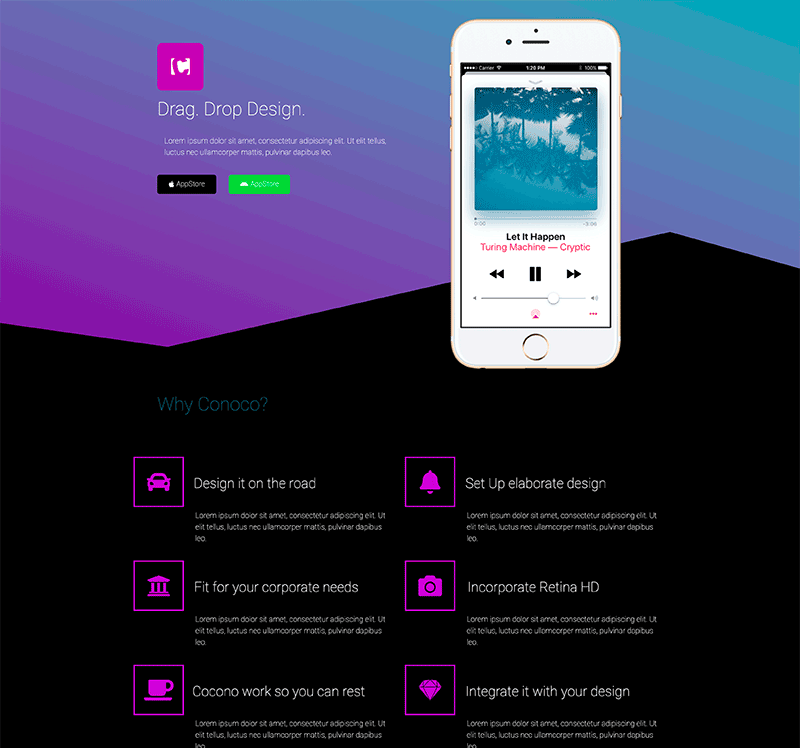 Drag. Drop Design.
Lorem ipsum dolor sit amet, consectetur adipiscing elit. Ut elit tellus,
luctus nec ullamcorper mattis, pulvinar dapibus leo.
AppStore
AppStore
Carrer
1:20 PM
100%
0:00
-3:08
Let It Happen
Turing Machine — Cryptic
Why Conoco?
Design it on the road
Lorem ipsum dolor sit amet, consectetur adipiscing elit. Ut
elit tellus, luctus nec ullamcorper mattis, pulvinar dapibus
leo.
Set Up elaborate design
Lorem ipsum dolor sit amet, consectetur adipiscing elit. Ut
elit tellus, luctus nec ullamcorper mattis, pulvinar dapibus
leo.
Fit for your corporate needs
Lorem ipsum dolor sit amet, consectetur adipiscing elit. Ut
elit tellus, luctus nec ullamcorper mattis, pulvinar dapibus
leo.
Incorporate Retina HD
Lorem ipsum dolor sit amet, consectetur adipiscing elit. Ut
elit tellus, luctus nec ullamcorper mattis, pulvinar dapibus
leo.
Cocono work so you can rest
Lorem ipsum dolor sit amet, consectetur adipiscing elit. Ut
elit tellus, luctus nec ullamcorper mattis, pulvinar dapibus
leo.
Integrate it with your design
Lorem ipsum dolor sit amet, consectetur adipiscing elit. Ut
elit tellus, luctus nec ullamcorper mattis, pulvinar dapibus
leo.